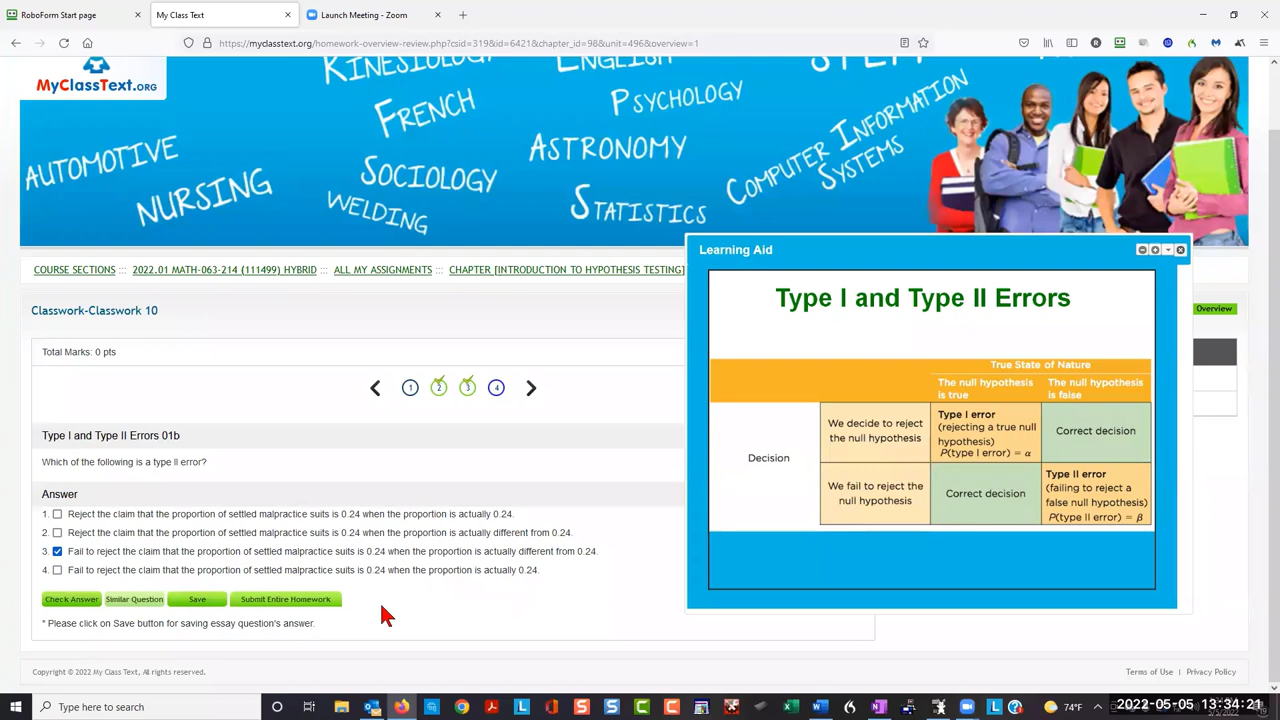 RoboForm Start page
My Class Text
Launch Meeting - Zoom
https://myclasstext.org/homework-overview-review.php?csid=319&id=6421&chapter_id=98&unit=496&overview=1
MyClassText.org
KINESIOLOGY
ENGLISH
FRENCH
PSYCHOLOGY
AUTOMOTIVE
ASTRONOMY
COMPUTER INFORMATION SYSTEMS
SOCIOLOGY
NURSING
WELDING
STATISTICS
COURSE SECTIONS ::: 2022.01 MATH-063-214 (111499) HYBRID ::: ALL MY ASSIGNMENTS ::: CHAPTER [INTRODUCTION TO HYPOTHESIS TESTING]
Classwork-Classwork 10
Overview
Total Marks: 0 pts
1 2 3 4
Type I and Type II Errors 01b
Which of the following is a type II error?
Answer
1. Reject the claim that the proportion of settled malpractice suits is 0.24 when the proportion is actually 0.24.
2. Reject the claim that the proportion of settled malpractice suits is 0.24 when the proportion is actually different from 0.24.
3. Fail to reject the claim that the proportion of settled malpractice suits is 0.24 when the proportion is actually different from 0.24.
4. Fail to reject the claim that the proportion of settled malpractice suits is 0.24 when the proportion is actually 0.24.
Check Answer Similar Question Save Submit Entire Homework
* Please click on Save button for saving essay question's answer.
Learning Aid
Type I and Type II Errors
True State of Nature
The null hypothesis is true
The null hypothesis is false
Decision
We decide to reject the null hypothesis
Type I error
(rejecting a true null
hypothesis)
P(type I error) = α
Correct decision
We fail to reject the null hypothesis
Correct decision
Type II error
(failing to reject a
false null hypothesis)
P(type II error) = β
Copyright © 2022 My Class Text, All rights reserved.
Terms of Use | Privacy Policy
Type here to search
74°F
2022-05-05 13:34:21